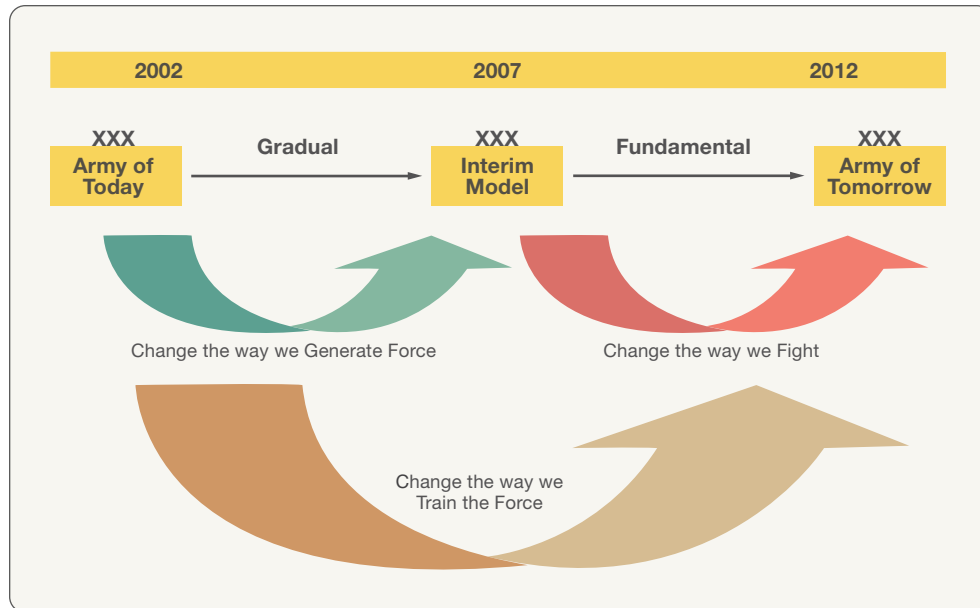 2002 2007 2012
XXX XXX XXX
Gradual Fundamental
Army of Interim Army of
Today Model Tomorrow
Change the way we Generate Force Change the way we Fight
Change the way we
Train the Force